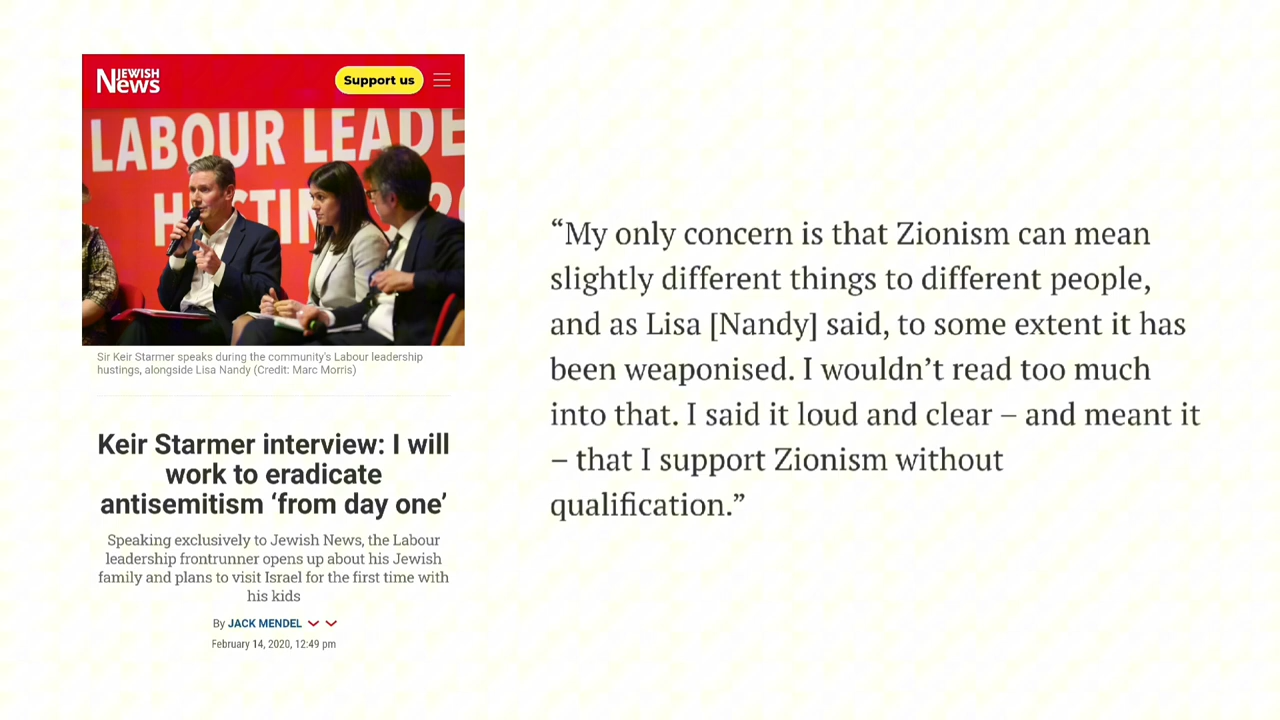 JEWISH
News
Support us
LABOUR LEADE
H STIN 20
Sir Keir Starmer speaks during the community's Labour leadership
hustings, alongside Lisa Nandy (Credit: Marc Morris)
Keir Starmer interview: I will
work to eradicate
antisemitism ‘from day one’
Speaking exclusively to Jewish News, the Labour
leadership frontrunner opens up about his Jewish
family and plans to visit Israel for the first time with
his kids
By JACK MENDEL
February 14, 2020, 12:49 pm
“My only concern is that Zionism can mean
slightly different things to different people,
and as Lisa [Nandy] said, to some extent it has
been weaponised. I wouldn’t read too much
into that. I said it loud and clear – and meant it
– that I support Zionism without
qualification.”